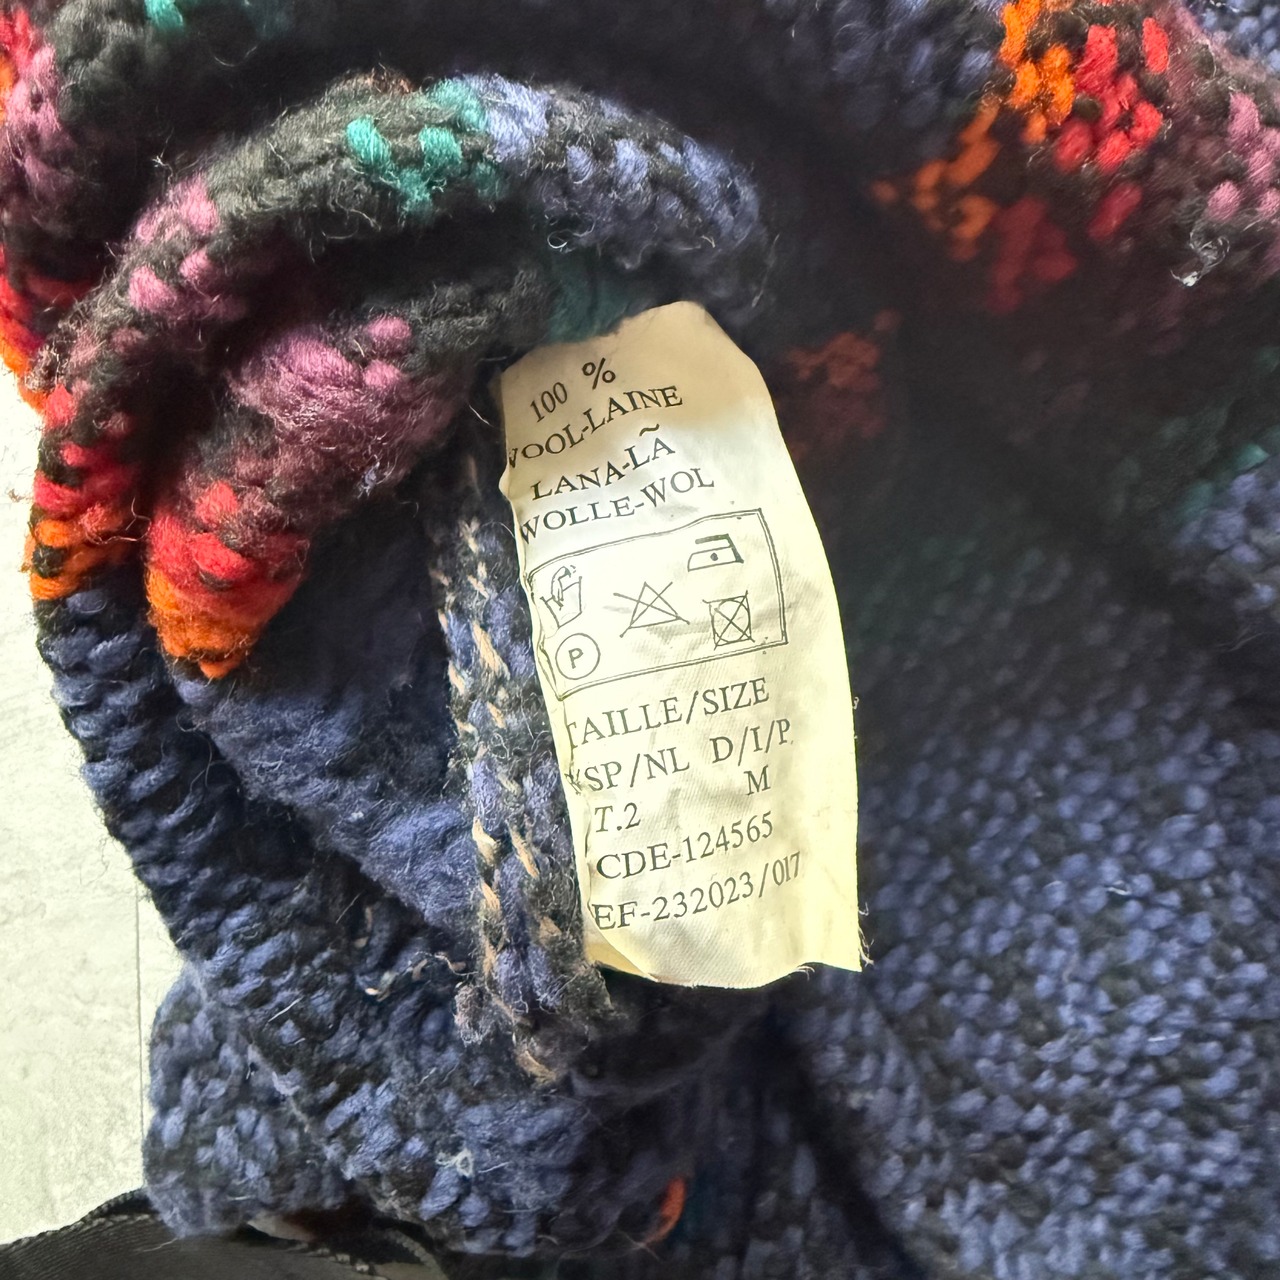 100 %
WOOL-LAINE
LANA-LÃ
WOLLE-WOL
P
TAILLE/SIZE
SP/NL D/I/P
T.2 M
CDE-124565
EF-232023/017